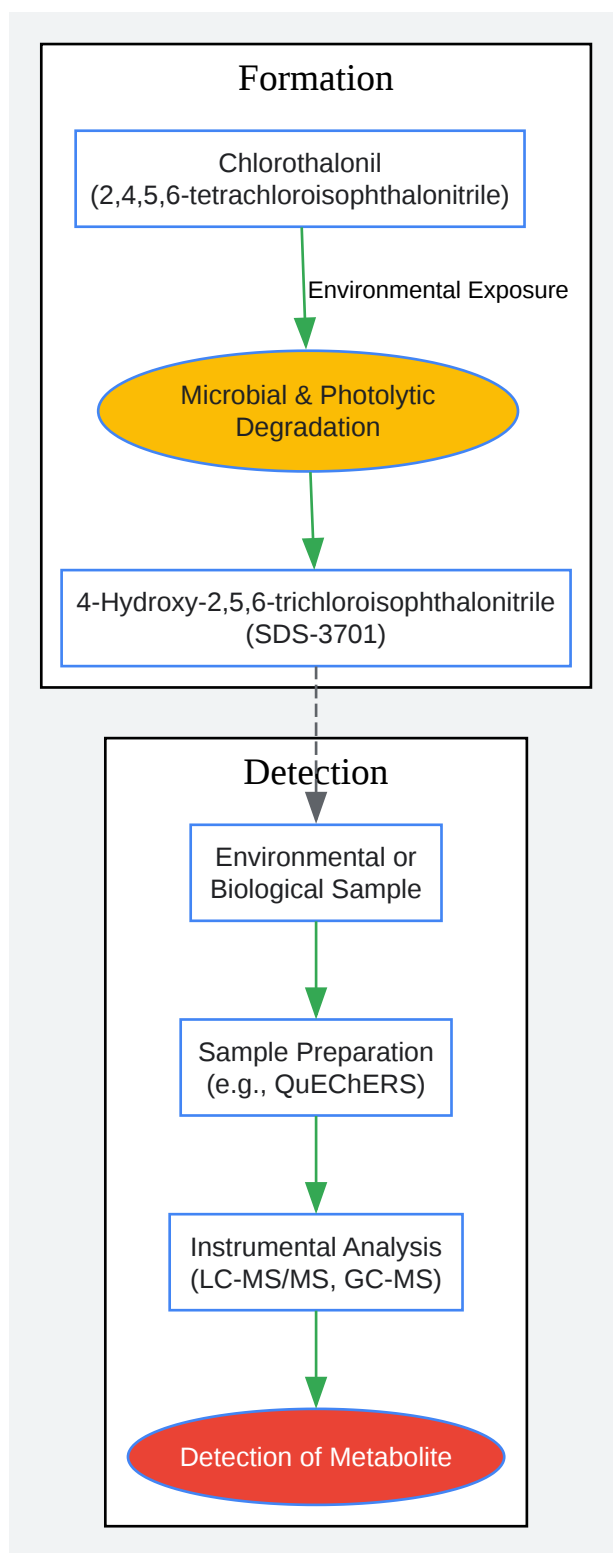 Formation
Chlorothalonil
(2,4,5,6-tetrachloroisophthalonitrile)
Environmental Exposure
Microbial & Photolytic
Degradation
4-Hydroxy-2,5,6-trichloroisophthalonitrile
(SDS-3701)
Detection
Environmental or
Biological Sample
Sample Preparation
(e.g., QuEChERS)
Instrumental Analysis
(LC-MS/MS, GC-MS)
Detection of Metabolite